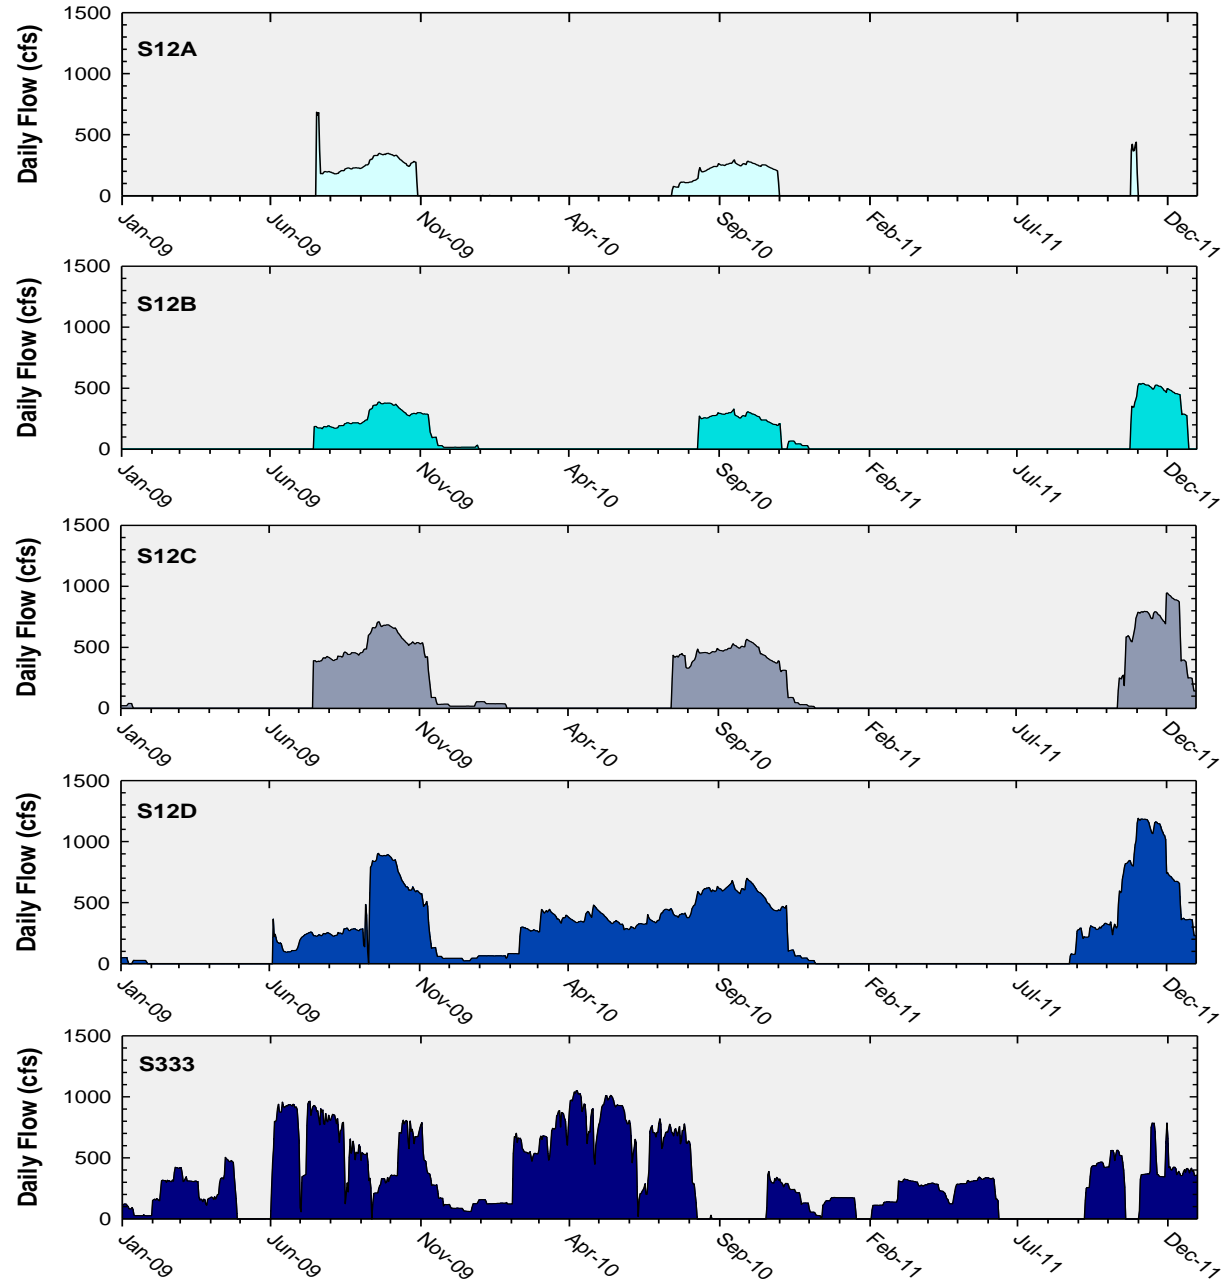 1500
1000
500
0
Daily Flow (cfs)
S12A
Jan-09
Jun-09
Nov-09
Apr-10
Sep-10
Feb-11
Jul-11
Dec-11
1500
1000
500
0
Daily Flow (cfs)
S12B
Jan-09
Jun-09
Nov-09
Apr-10
Sep-10
Feb-11
Jul-11
Dec-11
1500
1000
500
0
Daily Flow (cfs)
S12C
Jan-09
Jun-09
Nov-09
Apr-10
Sep-10
Feb-11
Jul-11
Dec-11
1500
1000
500
0
Daily Flow (cfs)
S12D
Jan-09
Jun-09
Nov-09
Apr-10
Sep-10
Feb-11
Jul-11
Dec-11
1500
1000
500
0
Daily Flow (cfs)
S333
Jan-09
Jun-09
Nov-09
Apr-10
Sep-10
Feb-11
Jul-11
Dec-11